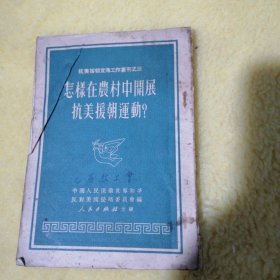 抗美援朝宣傳工作叢刊之三
怎樣在農村中開展
抗美援朝運動?
中國人民保衛世界和平
反對美國侵略委員會編
人民出版社出版